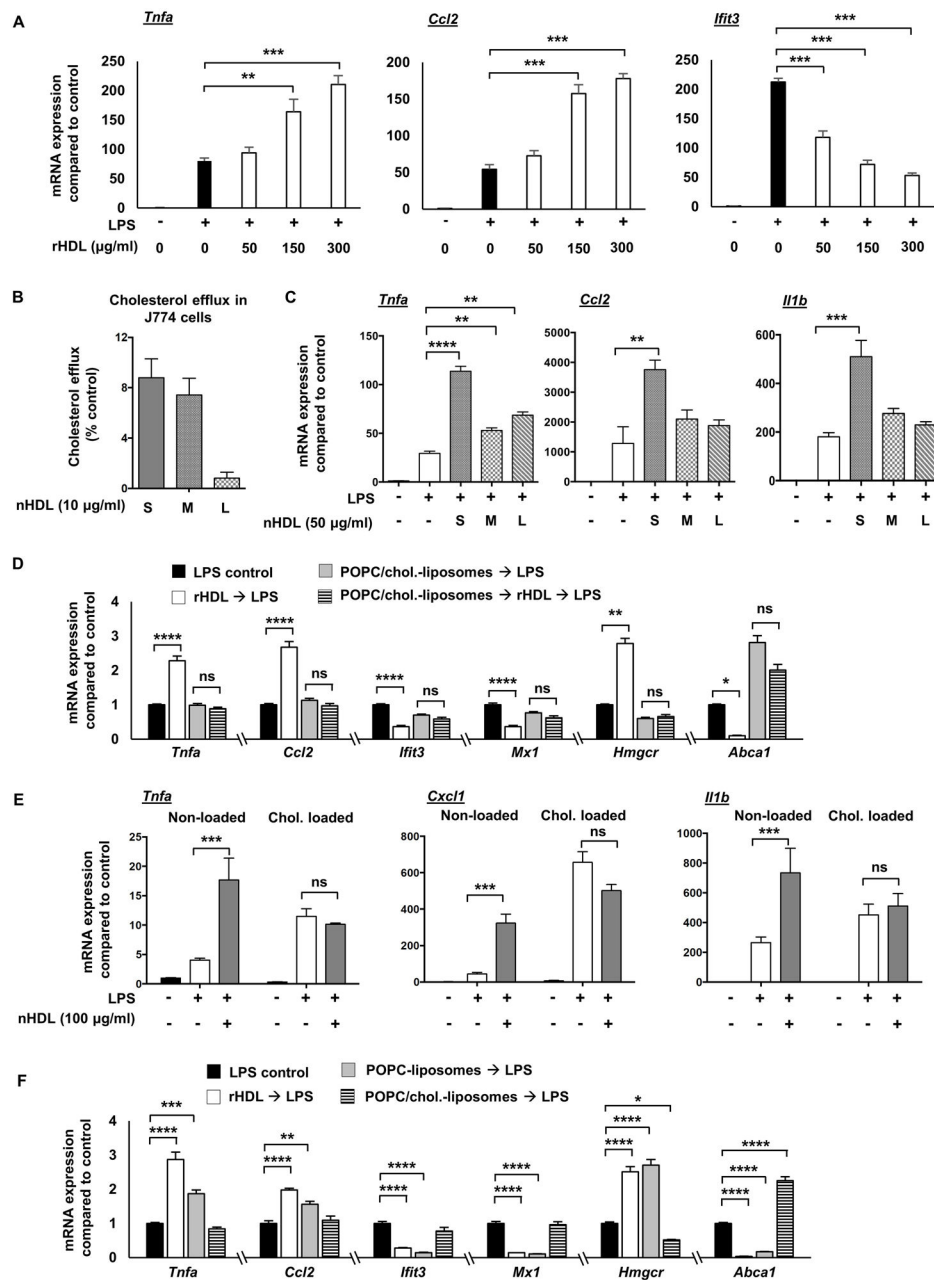 A
Tnfa
Ccl2
Ifit3
mRNA expression
compared to control
250
200
150
100
50
0
**
***
200
150
100
50
0
***
***
250
200
150
100
50
0
***
***
***
LPS - + + + +
rHDL (µg/ml) 0 0 50 150 300
- + + + +
0 0 50 150 300
- + + + +
0 0 50 150 300
B
Cholesterol efflux in
J774 cells
Cholesterol efflux
(% control)
12
8
4
0
nHDL (10 µg/ml) S M L
C
Tnfa
Ccl2
Il1b
mRNA expression
compared to control
150
100
50
0
****
**
**
5000
4000
3000
2000
1000
0
**
600
400
200
0
***
LPS - + + + +
nHDL (50 µg/ml) - - S M L
- + + + +
- - S M L
- + + + +
- - S M L
D
LPS control
rHDL → LPS
POPC/chol.-liposomes → LPS
POPC/chol.-liposomes → rHDL → LPS
mRNA expression
compared to control
4
3
2
1
0
**** ns
**** ns
**** ns
**** ns
** ns
* ns
Tnfa Ccl2 Ifit3 Mx1 Hmgcr Abca1
E
Tnfa
Cxcl1
Il1b
Non-loaded Chol. loaded
Non-loaded Chol. loaded
Non-loaded Chol. loaded
mRNA expression
compared to control
25
20
15
10
5
0
*** ns
800
600
400
200
0
*** ns
1000
800
600
400
200
0
*** ns
LPS - + + - + +
nHDL (100 µg/ml) - - + - - +
- + + - + +
- - + - - +
- + + - + +
- - + - - +
F
LPS control
rHDL → LPS
POPC-liposomes → LPS
POPC/chol.-liposomes → LPS
mRNA expression
compared to control
4
3
2
1
0
***
****
**
****
****
****
****
****
*
****
****
****
****
****
Tnfa Ccl2 Ifit3 Mx1 Hmgcr Abca1